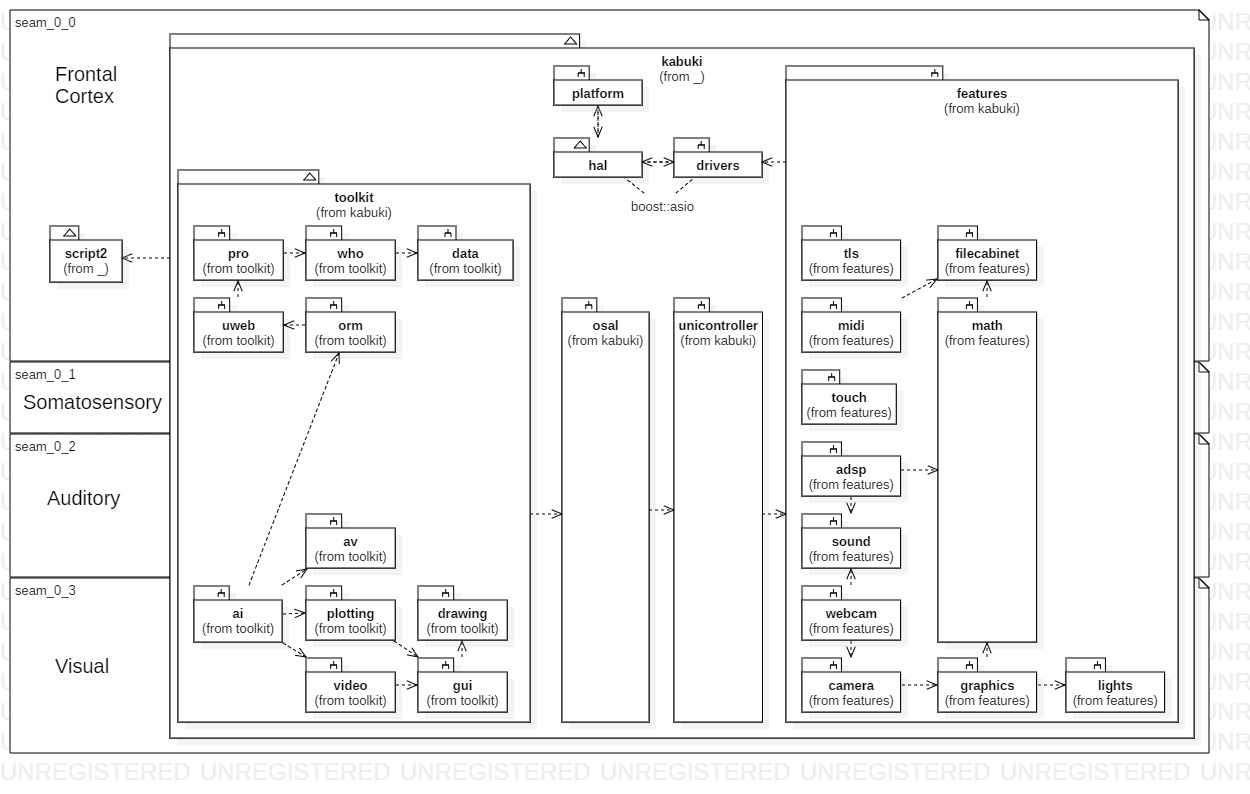 seam_0_0
Frontal
Cortex
kabuki
(from _)
platform
hal
drivers
boost::asio
features
(from kabuki)
toolkit
(from kabuki)
script2
(from _)
pro
(from toolkit)
who
(from toolkit)
data
(from toolkit)
uweb
(from toolkit)
orm
(from toolkit)
osal
(from kabuki)
unicontroller
(from kabuki)
tls
(from features)
filecabinet
(from features)
midi
(from features)
math
(from features)
seam_0_1
Somatosensory
touch
(from features)
seam_0_2
Auditory
adsp
(from features)
av
(from toolkit)
sound
(from features)
seam_0_3
Visual
ai
(from toolkit)
plotting
(from toolkit)
drawing
(from toolkit)
webcam
(from features)
video
(from toolkit)
gui
(from toolkit)
camera
(from features)
graphics
(from features)
lights
(from features)
UNREGISTERED UNREGISTERED UNREGISTERED UNREGISTERED UNREGISTERED UNREGISTERED UNR